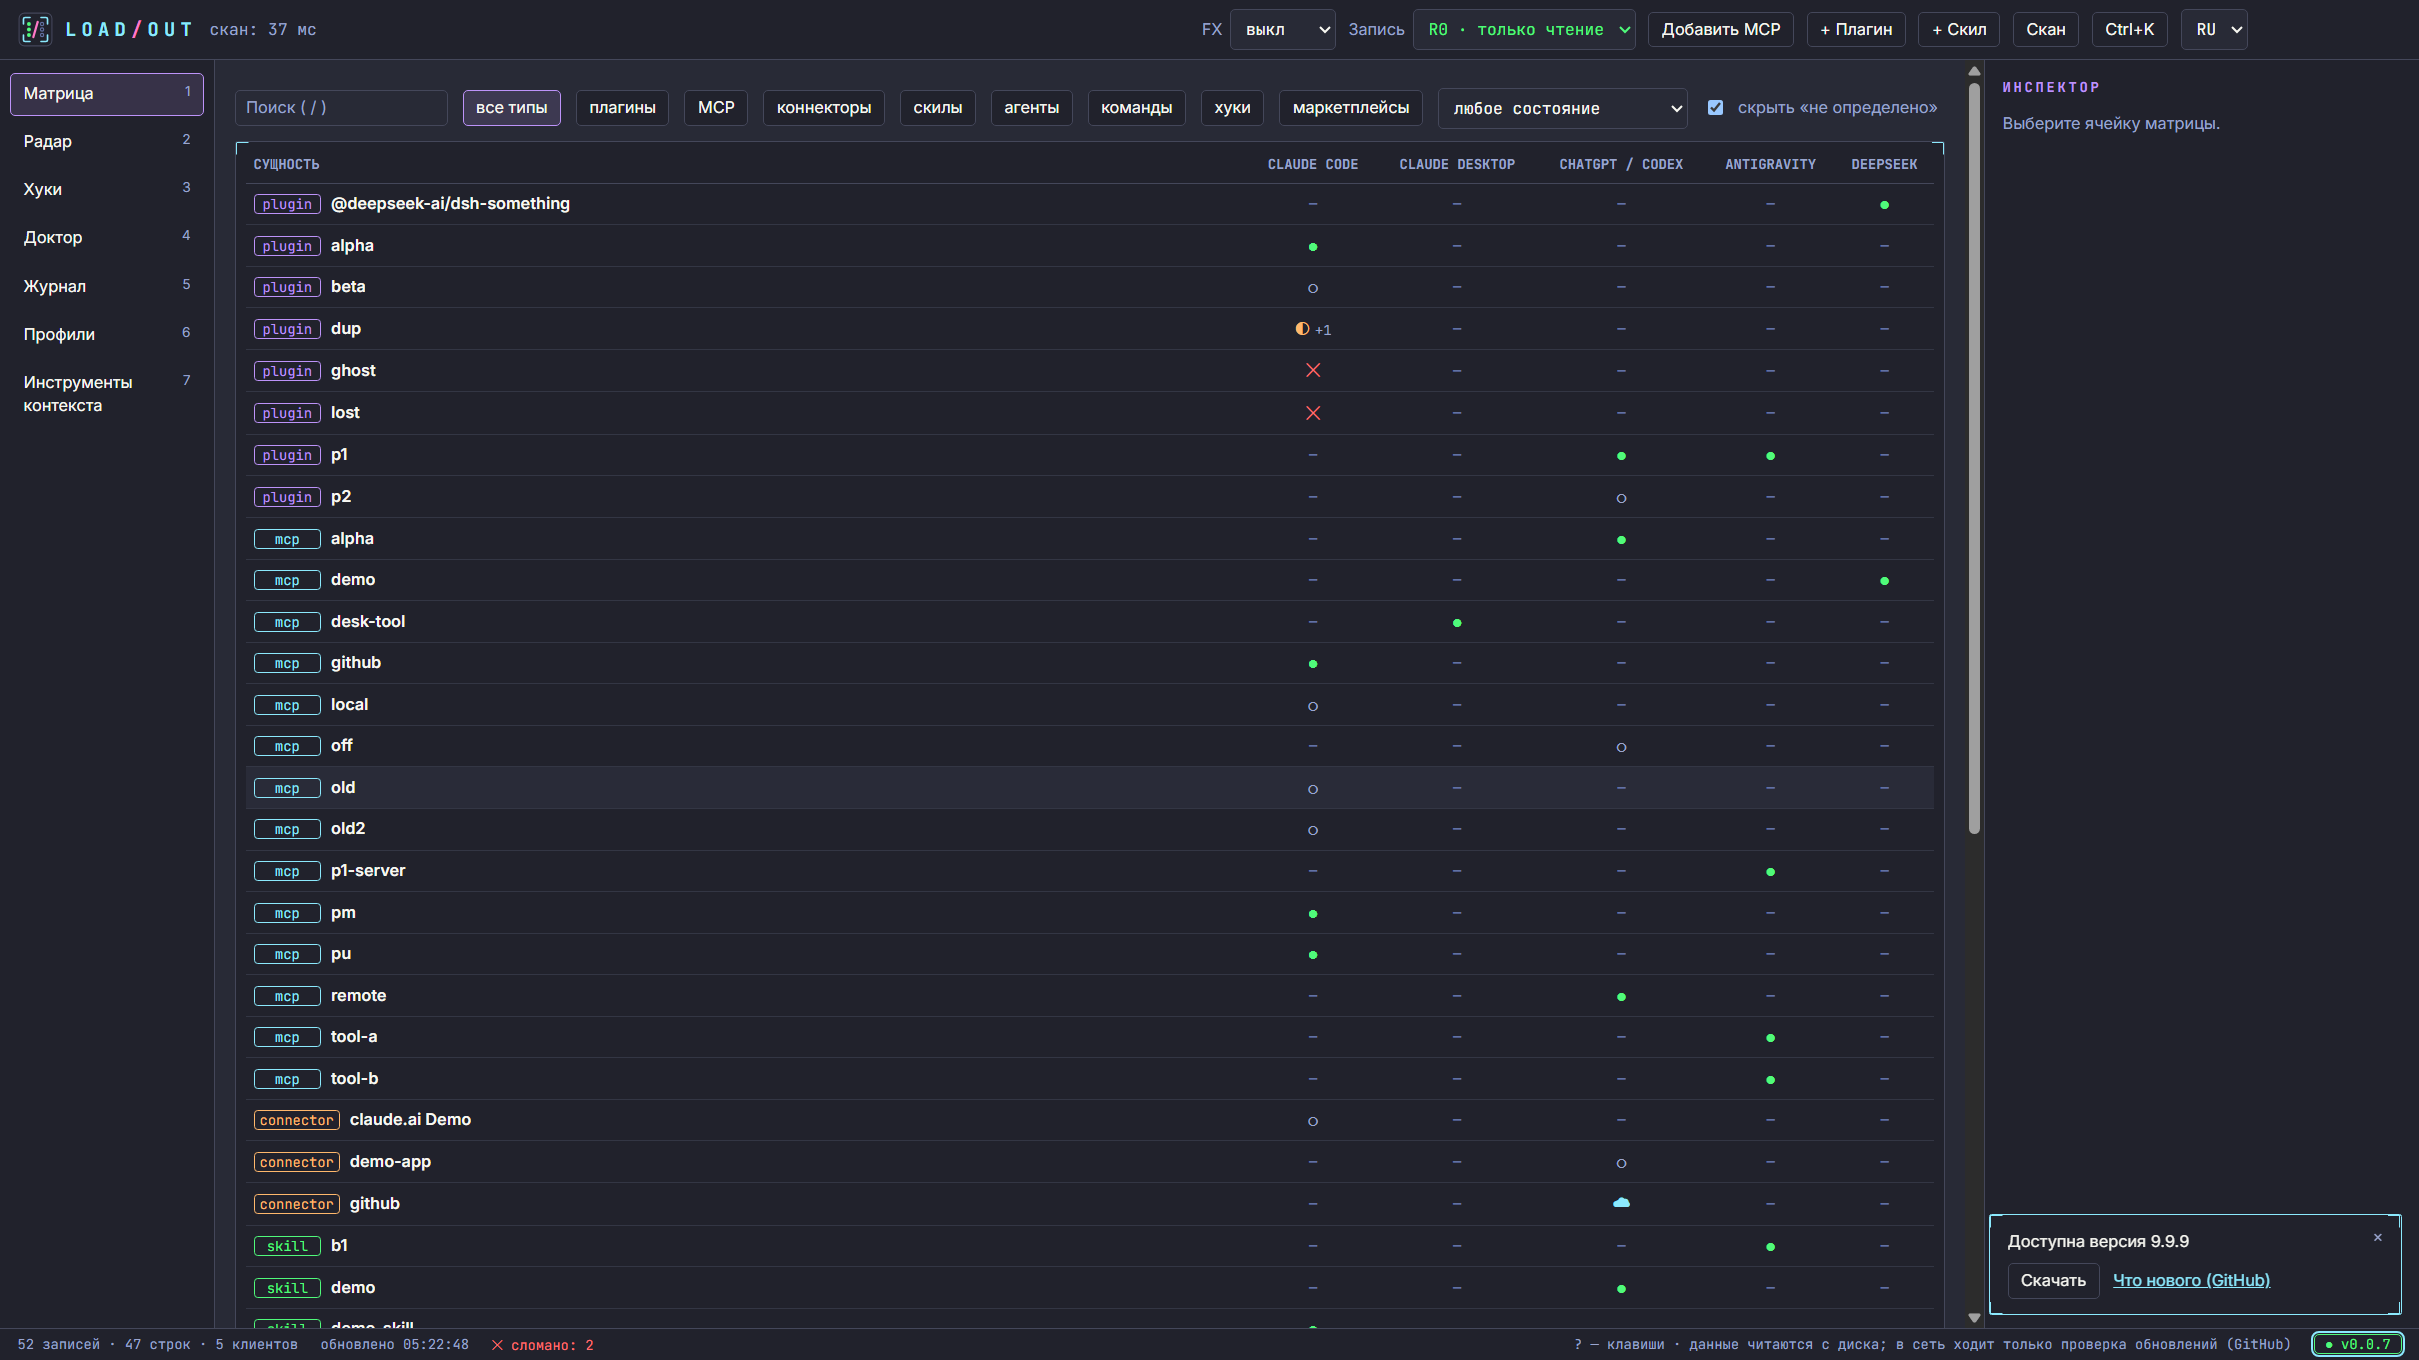 LOAD/OUT скан: 37 мс FX выкл Запись R0 · только чтение Добавить MCP + Плагин + Скил Скан Ctrl+K RU
Матрица 1
Радар 2
Хуки 3
Доктор 4
Журнал 5
Профили 6
Инструменты контекста 7
Поиск ( / ) все типы плагины MCP коннекторы скилы агенты команды хуки маркетплейсы любое состояние скрыть «не определено»
СУЩНОСТЬ CLAUDE CODE CLAUDE DESKTOP CHATGPT / CODEX ANTIGRAVITY DEEPSEEK
plugin @deepseek-ai/dsh-something – – – – ●
plugin alpha ● – – – –
plugin beta ○ – – – –
plugin dup ◐ +1 – – – –
plugin ghost ✕ – – – –
plugin lost ✕ – – – –
plugin p1 – – ● ● –
plugin p2 – – ○ – –
mcp alpha – – ● – –
mcp demo – – – – ●
mcp desk-tool – ● – – –
mcp github ● – – – –
mcp local ○ – – – –
mcp off – – ○ – –
mcp old ○ – – – –
mcp old2 ○ – – – –
mcp p1-server – – – ● –
mcp pm ● – – – –
mcp pu ● – – – –
mcp remote – – ● – –
mcp tool-a – – – ● –
mcp tool-b – – – ● –
connector claude.ai Demo ○ – – – –
connector demo-app – – ○ – –
connector github – – ☁ – –
skill b1 – – – ● –
skill demo – – ● – –
skill demo-skill
ИНСПЕКТОР
Выберите ячейку матрицы.
Доступна версия 9.9.9 ×
Скачать Что нового (GitHub)
52 записей · 47 строк · 5 клиентов обновлено 05:22:48 ✕ сломано: 2 ? — клавиши · данные читаются с диска; в сеть ходит только проверка обновлений (GitHub) ● v0.0.7